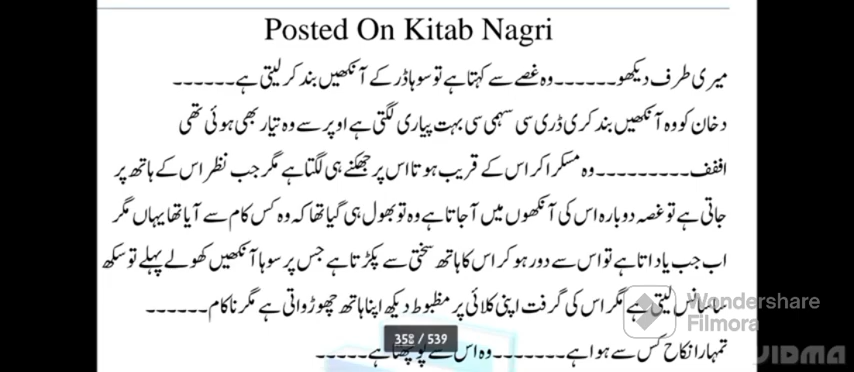 Posted On Kitab Nagri
میری طرف دیکھو۔۔۔۔۔۔وہ غصے سے کہتا ہے تو سوہا ڈر کے آنکھیں بند کر لیتی ہے۔۔۔۔۔۔
دخان کو وہ آنکھیں بند کری ڈری سی سہمی سی بہت پیاری لگتی ہے اوپر سے وہ تیار بھی ہوئی تھی
اففف۔۔۔۔۔۔۔۔۔وہ مسکرا کر اس کے قریب ہوتا اس پر جھکنے ہی لگتا ہے مگر جب نظر اس کے ہاتھ پر
جاتی ہے تو غصہ دوبارہ اس کی آنکھوں میں آجاتا ہے وہ تو بھول ہی گیا تھا کہ وہ کس کام سے آیا تھا یہاں مگر
اب جب یاد اتا ہے تو اس سے دور ہو کر اس کا ہاتھ سختی سے پکڑتا ہے جس پر سوہا آنکھیں کھولے پہلے تو سکھ
سا سانس لیتی ہے مگر اس کی گرفت اپنی کلائی پر مظبوط دیکھ اپنا ہاتھ چھوڑواتی ہے مگر ناکام۔۔۔۔۔۔
Wondershare
Filmora
358 / 539
تمہارا نکاح کس سے ہوا ہے۔۔۔۔۔۔۔وہ اس سے پوچھتا ہے۔۔۔۔۔
VIDMA